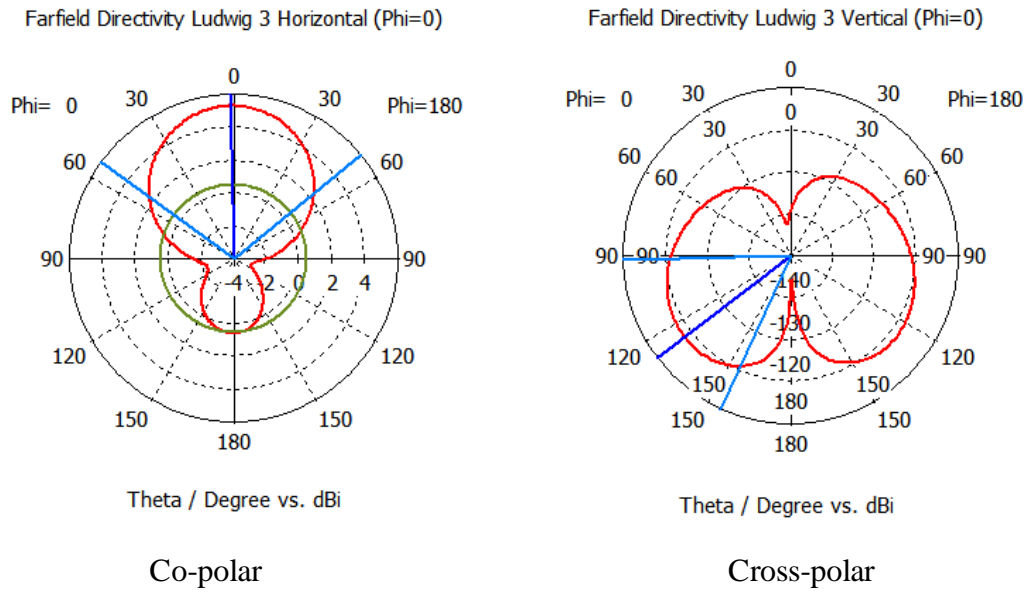 Farfield Directivity Ludwig 3 Horizontal (Phi=0)
Phi= 0 30 0 30 Phi=180
60 60
90 -4 -2 0 2 4 90
120 120
150 150
180
Theta / Degree vs. dBi
Co-polar
Farfield Directivity Ludwig 3 Vertical (Phi=0)
0
Phi= 0 30 0 30 Phi=180
30 30
60 60 60 60
90 90 90 90
-140
-130
120 150 -120 150 120
150 180 150
180
Theta / Degree vs. dBi
Cross-polar